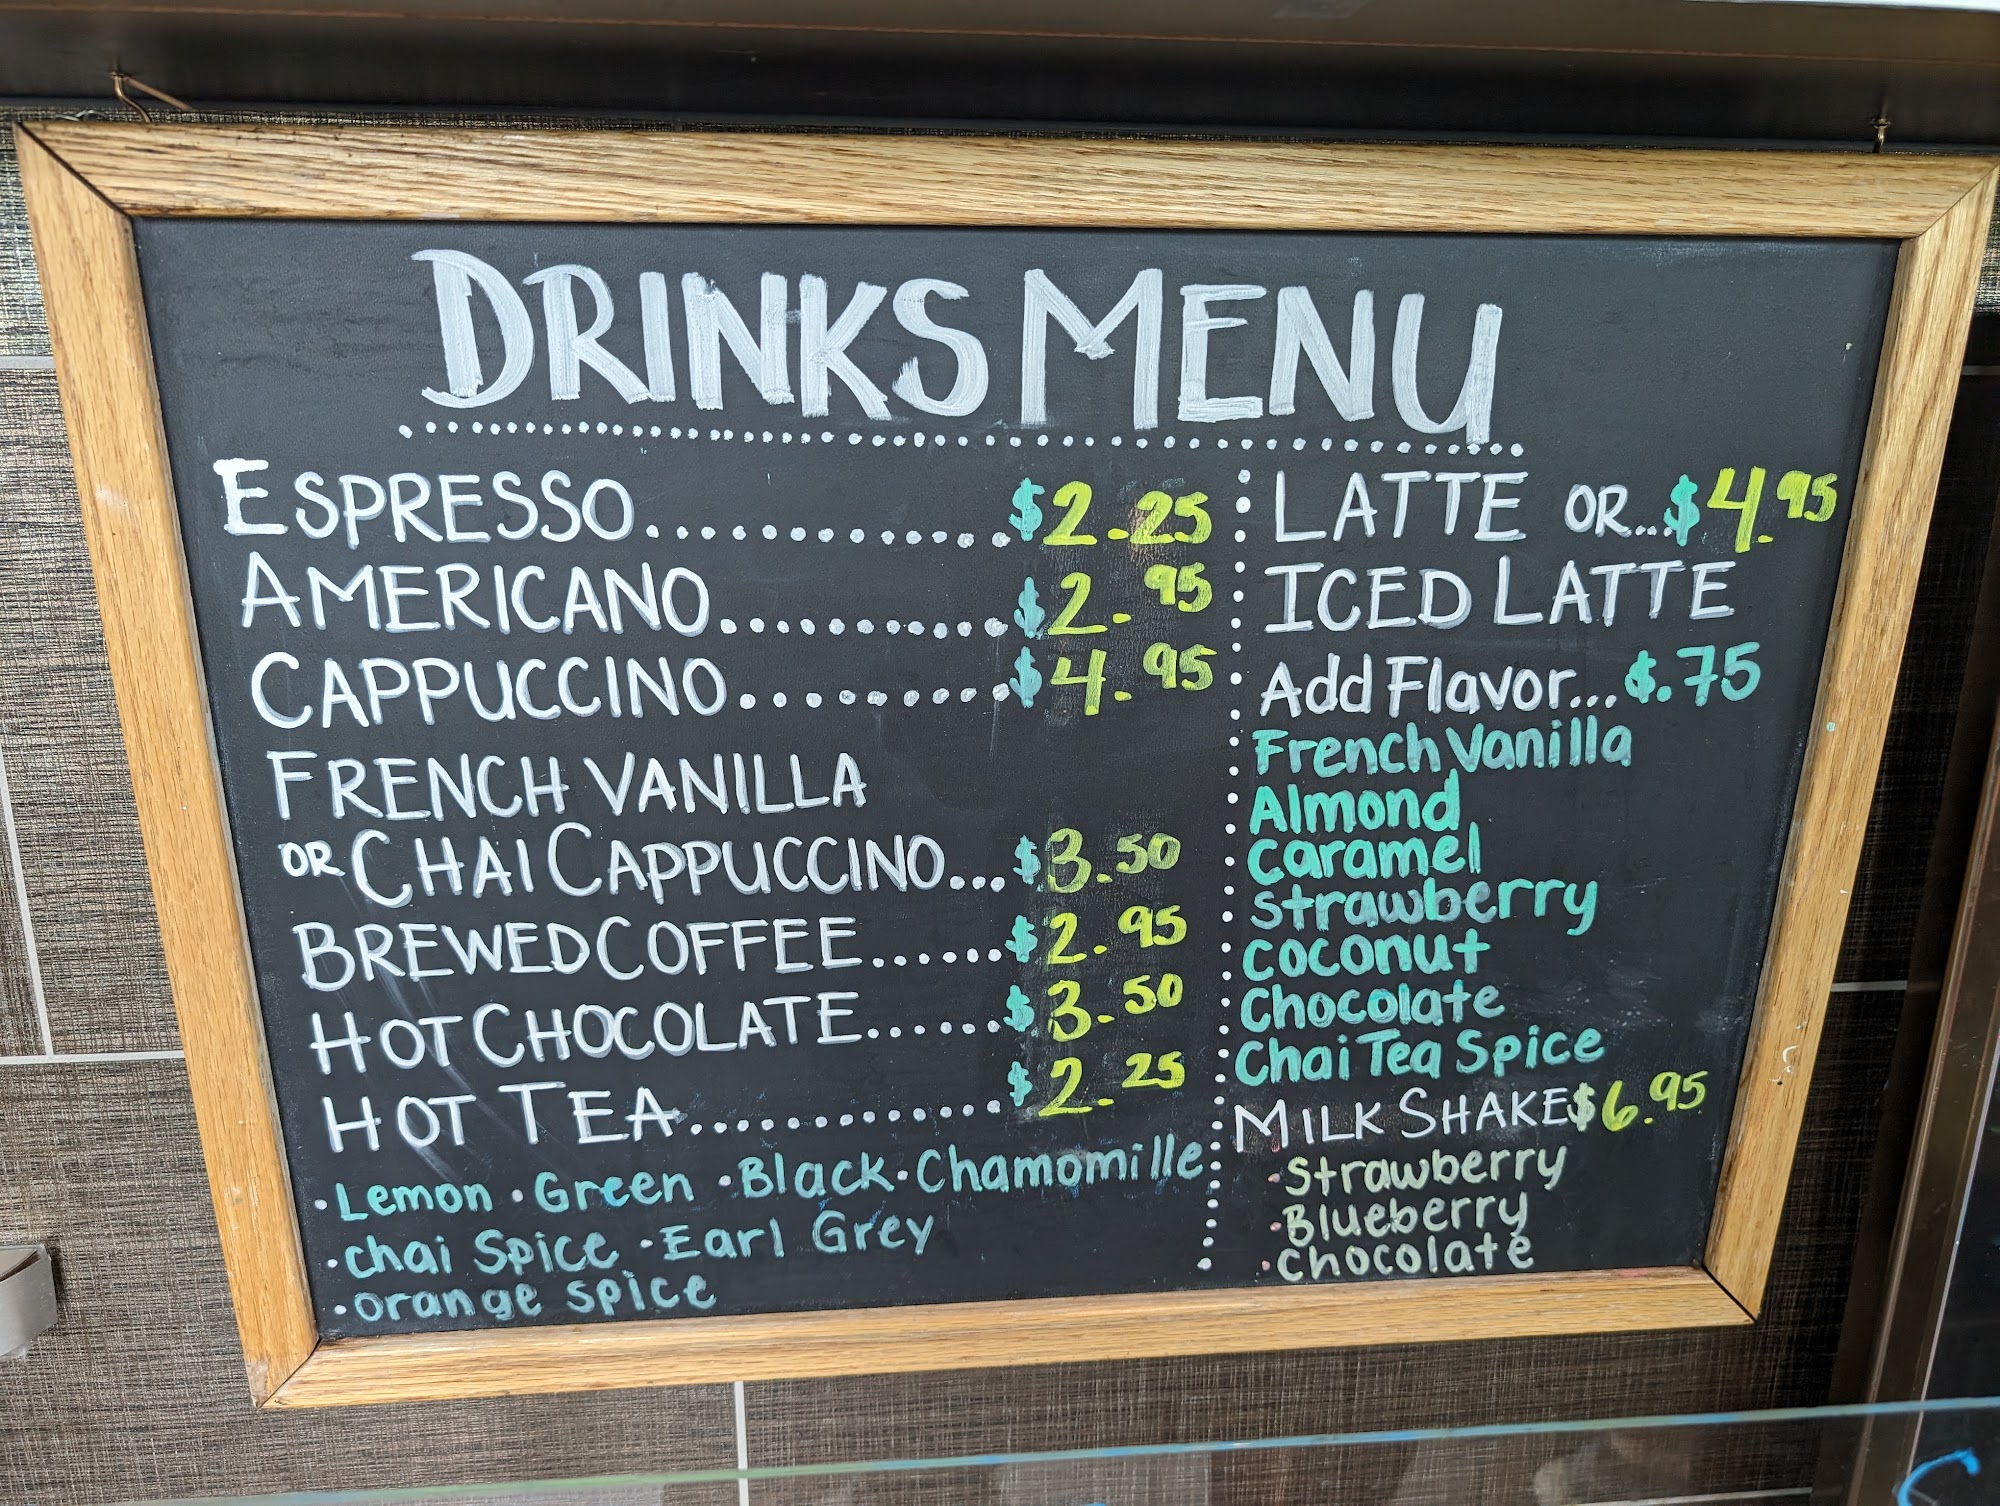 DRINKS MENU
ESPRESSO.............$2.25
AMERICANO...........$2.95
CAPPUCCINO..........$4.95
FRENCH VANILLA
OR CHAI CAPPUCCINO...$3.50
BREWED COFFEE......$2.95
HOT CHOCOLATE......$3.50
HOT TEA............$2.25
·Lemon ·Green ·Black·Chamomille
·chai Spice ·Earl Grey
·orange spice
LATTE OR...$4.95
ICED LATTE
Add Flavor...$.75
French Vanilla
Almond
caramel
strawberry
coconut
Chocolate
Chai Tea Spice
MILK SHAKE $6.95
·Strawberry
·Blueberry
·chocolate